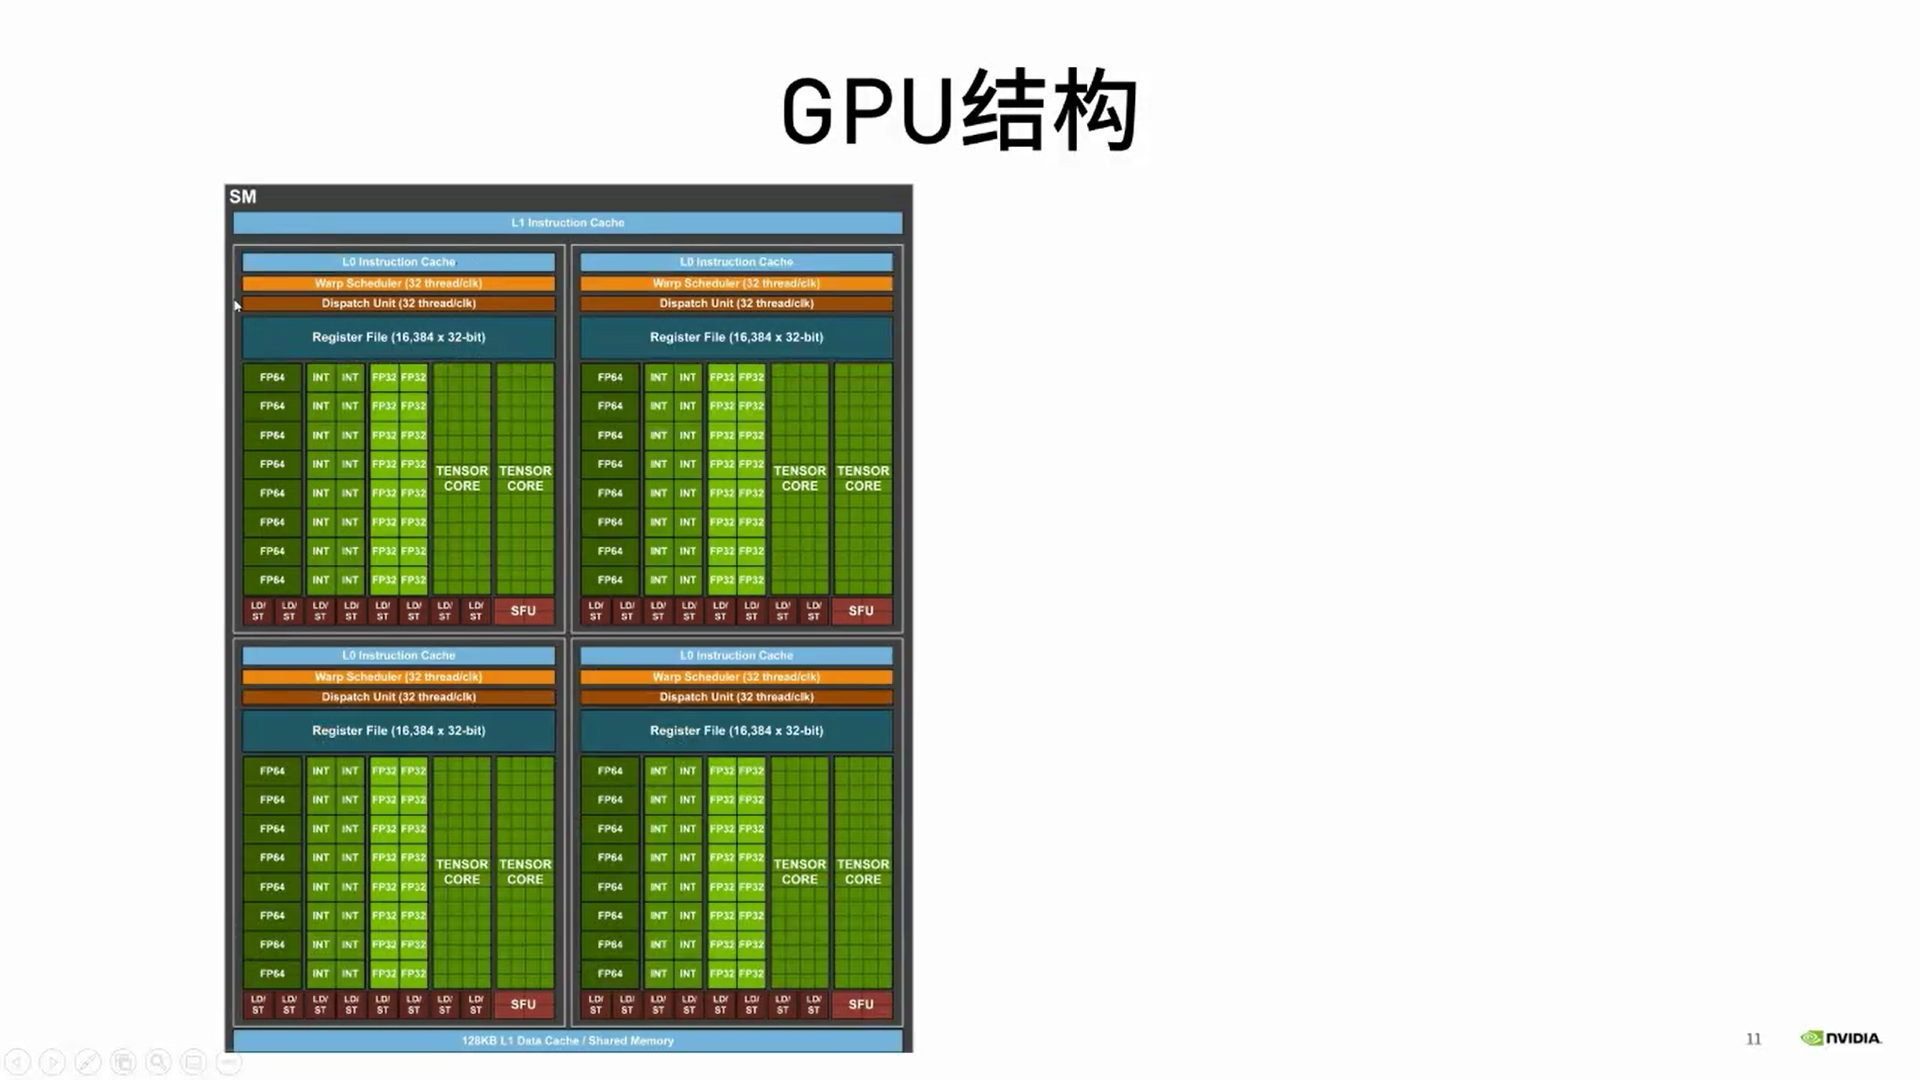 GPU结构
SM
L1 Instruction Cache
L0 Instruction Cache L0 Instruction Cache
Warp Scheduler (32 thread/clk) Warp Scheduler (32 thread/clk)
Dispatch Unit (32 thread/clk) Dispatch Unit (32 thread/clk)
Register File (16,384 x 32-bit) Register File (16,384 x 32-bit)
FP64 INT INT FP32 FP32 FP64 INT INT FP32 FP32
FP64 INT INT FP32 FP32 FP64 INT INT FP32 FP32
FP64 INT INT FP32 FP32 FP64 INT INT FP32 FP32
FP64 INT INT FP32 FP32 TENSOR TENSOR FP64 INT INT FP32 FP32 TENSOR TENSOR
FP64 INT INT FP32 FP32 CORE CORE FP64 INT INT FP32 FP32 CORE CORE
FP64 INT INT FP32 FP32 FP64 INT INT FP32 FP32
FP64 INT INT FP32 FP32 FP64 INT INT FP32 FP32
FP64 INT INT FP32 FP32 FP64 INT INT FP32 FP32
LD/ LD/ LD/ LD/ LD/ LD/ LD/ LD/ SFU LD/ LD/ LD/ LD/ LD/ LD/ LD/ LD/ SFU
ST ST ST ST ST ST ST ST ST ST ST ST ST ST ST ST
L0 Instruction Cache L0 Instruction Cache
Warp Scheduler (32 thread/clk) Warp Scheduler (32 thread/clk)
Dispatch Unit (32 thread/clk) Dispatch Unit (32 thread/clk)
Register File (16,384 x 32-bit) Register File (16,384 x 32-bit)
FP64 INT INT FP32 FP32 FP64 INT INT FP32 FP32
FP64 INT INT FP32 FP32 FP64 INT INT FP32 FP32
FP64 INT INT FP32 FP32 FP64 INT INT FP32 FP32
FP64 INT INT FP32 FP32 TENSOR TENSOR FP64 INT INT FP32 FP32 TENSOR TENSOR
FP64 INT INT FP32 FP32 CORE CORE FP64 INT INT FP32 FP32 CORE CORE
FP64 INT INT FP32 FP32 FP64 INT INT FP32 FP32
FP64 INT INT FP32 FP32 FP64 INT INT FP32 FP32
FP64 INT INT FP32 FP32 FP64 INT INT FP32 FP32
LD/ LD/ LD/ LD/ LD/ LD/ LD/ LD/ SFU LD/ LD/ LD/ LD/ LD/ LD/ LD/ LD/ SFU
ST ST ST ST ST ST ST ST ST ST ST ST ST ST ST ST
128KB L1 Data Cache / Shared Memory
11 NVIDIA